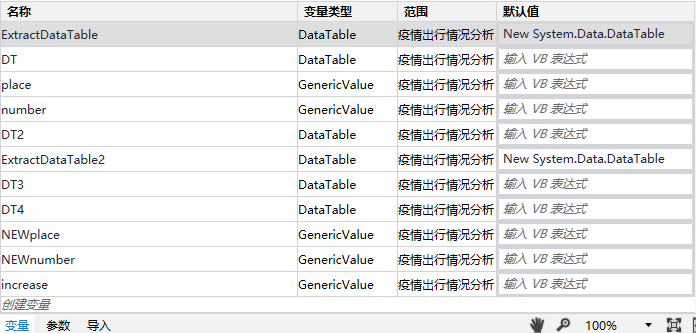 名称 变量类型 范围 默认值
ExtractDataTable DataTable 疫情出行情况分析 New System.Data.DataTable
DT DataTable 疫情出行情况分析 输入 VB 表达式
place GenericValue 疫情出行情况分析 输入 VB 表达式
number GenericValue 疫情出行情况分析 输入 VB 表达式
DT2 DataTable 疫情出行情况分析 输入 VB 表达式
ExtractDataTable2 DataTable 疫情出行情况分析 New System.Data.DataTable
DT3 DataTable 疫情出行情况分析 输入 VB 表达式
DT4 DataTable 疫情出行情况分析 输入 VB 表达式
NEWplace GenericValue 疫情出行情况分析 输入 VB 表达式
NEWnumber GenericValue 疫情出行情况分析 输入 VB 表达式
increase GenericValue 疫情出行情况分析 输入 VB 表达式
创建变量
变量 参数 导入 100%